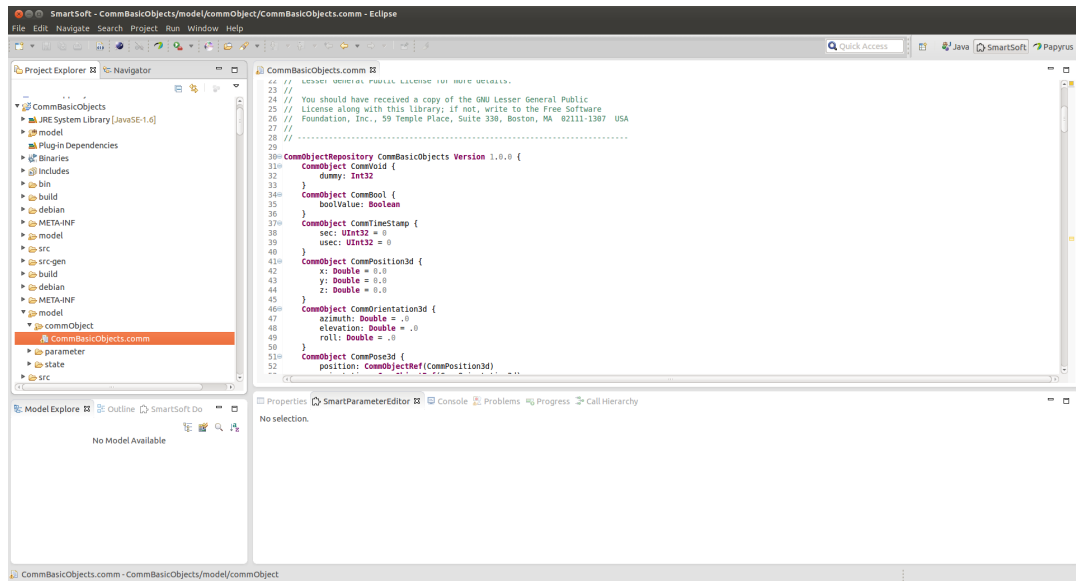 SmartSoft - CommBasicObjects/model/commObject/CommBasicObjects.comm - Eclipse
File Edit Navigate Search Project Run Window Help
Quick Access Java SmartSoft Papyrus
Project Explorer Navigator
CommBasicObjects
JRE System Library [JavaSE-1.6]
model
Plug-in Dependencies
Binaries
Includes
bin
build
debian
META-INF
model
src
src-gen
build
debian
META-INF
model
commObject
CommBasicObjects.comm
parameter
state
src
CommBasicObjects.comm
22 // Lesser General Public License for more details.
23 //
24 // You should have received a copy of the GNU Lesser General Public
25 // License along with this library; if not, write to the Free Software
26 // Foundation, Inc., 59 Temple Place, Suite 330, Boston, MA 02111-1307 USA
27 //
28 // --------------------------------------------------------------------------
29
30 CommObjectRepository CommBasicObjects Version 1.0.0 {
31 CommObject CommVoid {
32 dummy: Int32
33 }
34 CommObject CommBool {
35 boolValue: Boolean
36 }
37 CommObject CommTimeStamp {
38 sec: UInt32 = 0
39 usec: UInt32 = 0
40 }
41 CommObject CommPosition3d {
42 x: Double = 0.0
43 y: Double = 0.0
44 z: Double = 0.0
45 }
46 CommObject CommOrientation3d {
47 azimuth: Double = .0
48 elevation: Double = .0
49 roll: Double = .0
50 }
51 CommObject CommPose3d {
52 position: CommObjectRef(CommPosition3d)
Model Explore Outline SmartSoft Do
No Model Available
Properties SmartParameterEditor Console Problems Progress Call Hierarchy
No selection.
CommBasicObjects.comm - CommBasicObjects/model/commObject